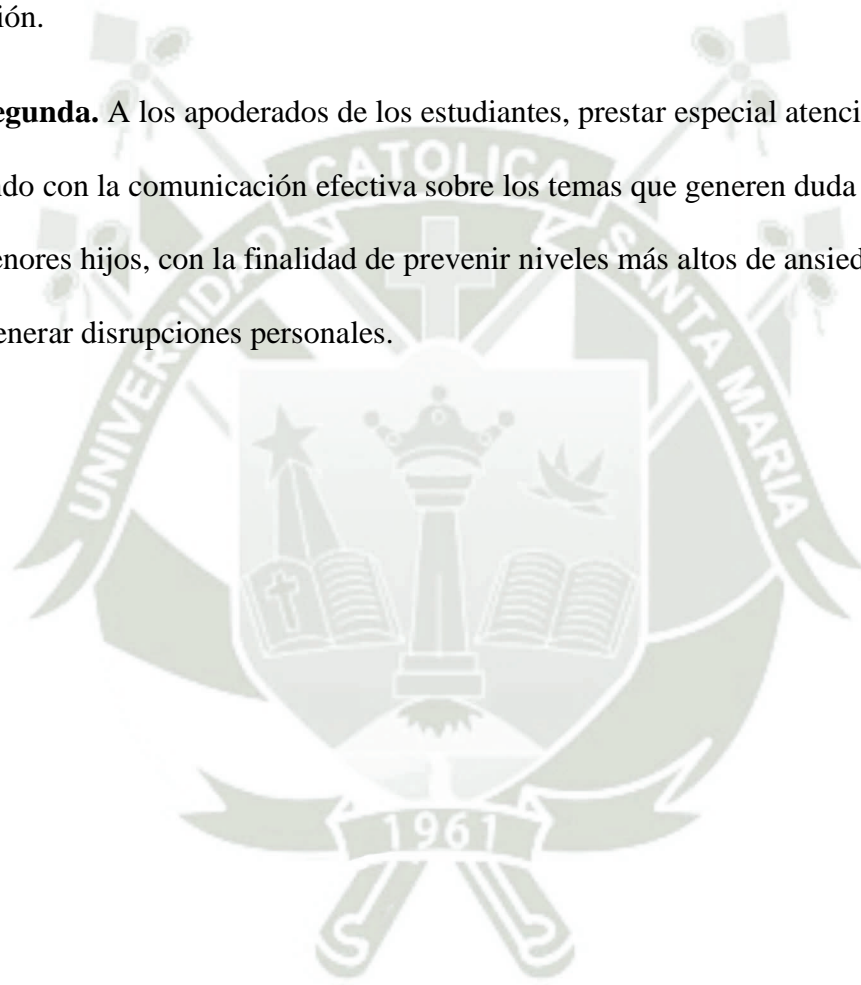 ión.
egunda. A los apoderados de los estudiantes, prestar especial atenci
ndo con la comunicación efectiva sobre los temas que generen duda
enores hijos, con la finalidad de prevenir niveles más altos de ansied
enerar disrupciones personales.
UNIVERSIDAD CATOLICA SANTA MARIA
1961